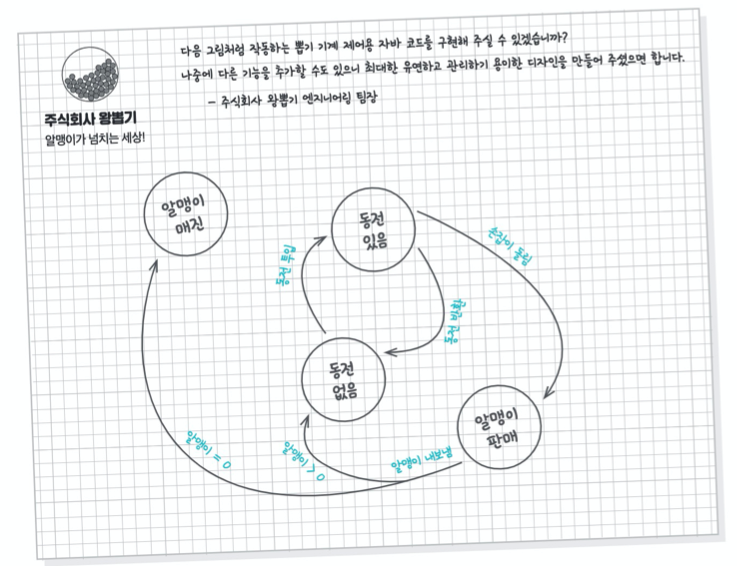 다음 그림처럼 작동하는 뽑기 기계 제어용 자바 코드를 구현해 주실 수 있겠습니까?
나중에 다른 기능을 추가할 수도 있으니 최대한 유연하고 관리하기 용이한 디자인을 만들어 주셨으면 합니다.
– 주식회사 왕뽑기 엔지니어링 팀장
주식회사 왕뽑기
알맹이가 넘치는 세상!
알맹이
매진
동전
있음
손잡이 돌림
동전 투입
동전 반환
동전
없음
알맹이
판매
알맹이 = 0
알맹이 > 0
알맹이 내보냄